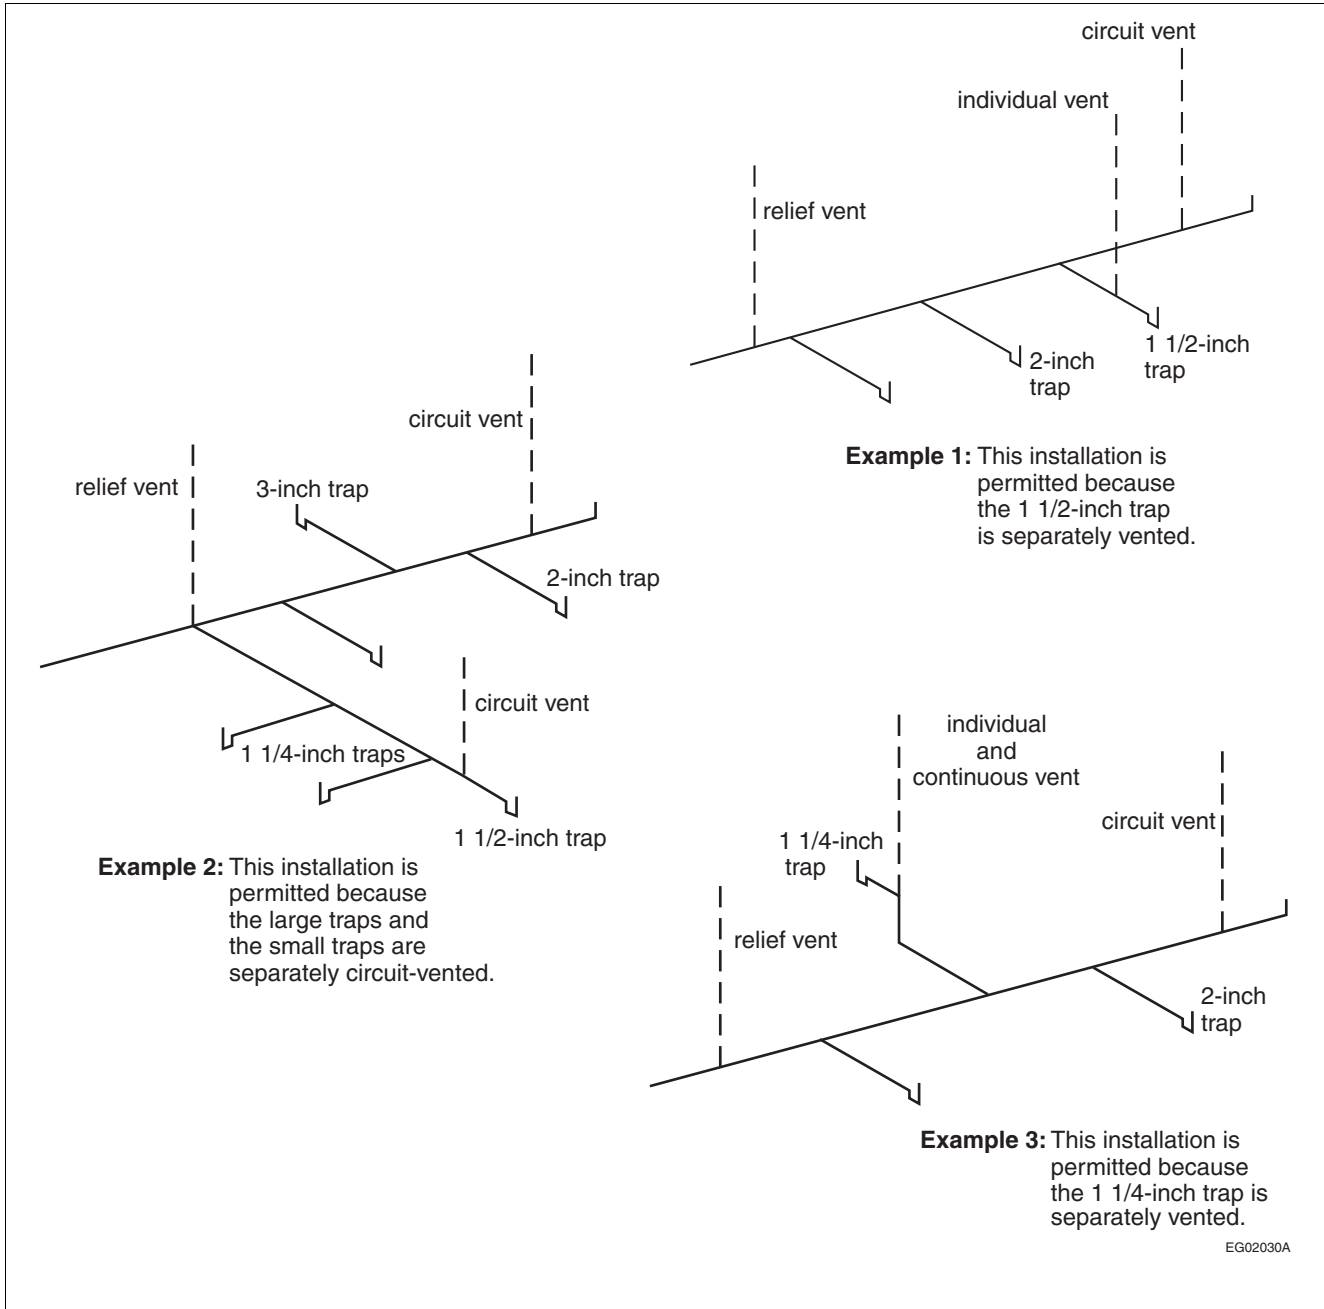 circuit vent
individual vent
relief vent
2-inch
trap
1 1/2-inch
trap
Example 1: This installation is
permitted because
the 1 1/2-inch trap
is separately vented.
circuit vent
relief vent
3-inch trap
2-inch trap
circuit vent
1 1/4-inch traps
1 1/2-inch trap
Example 2: This installation is
permitted because
the large traps and
the small traps are
separately circuit-vented.
individual
and
continuous vent
circuit vent
1 1/4-inch
trap
relief vent
2-inch
trap
Example 3: This installation is
permitted because
the 1 1/4-inch trap is
separately vented.
EG02030A